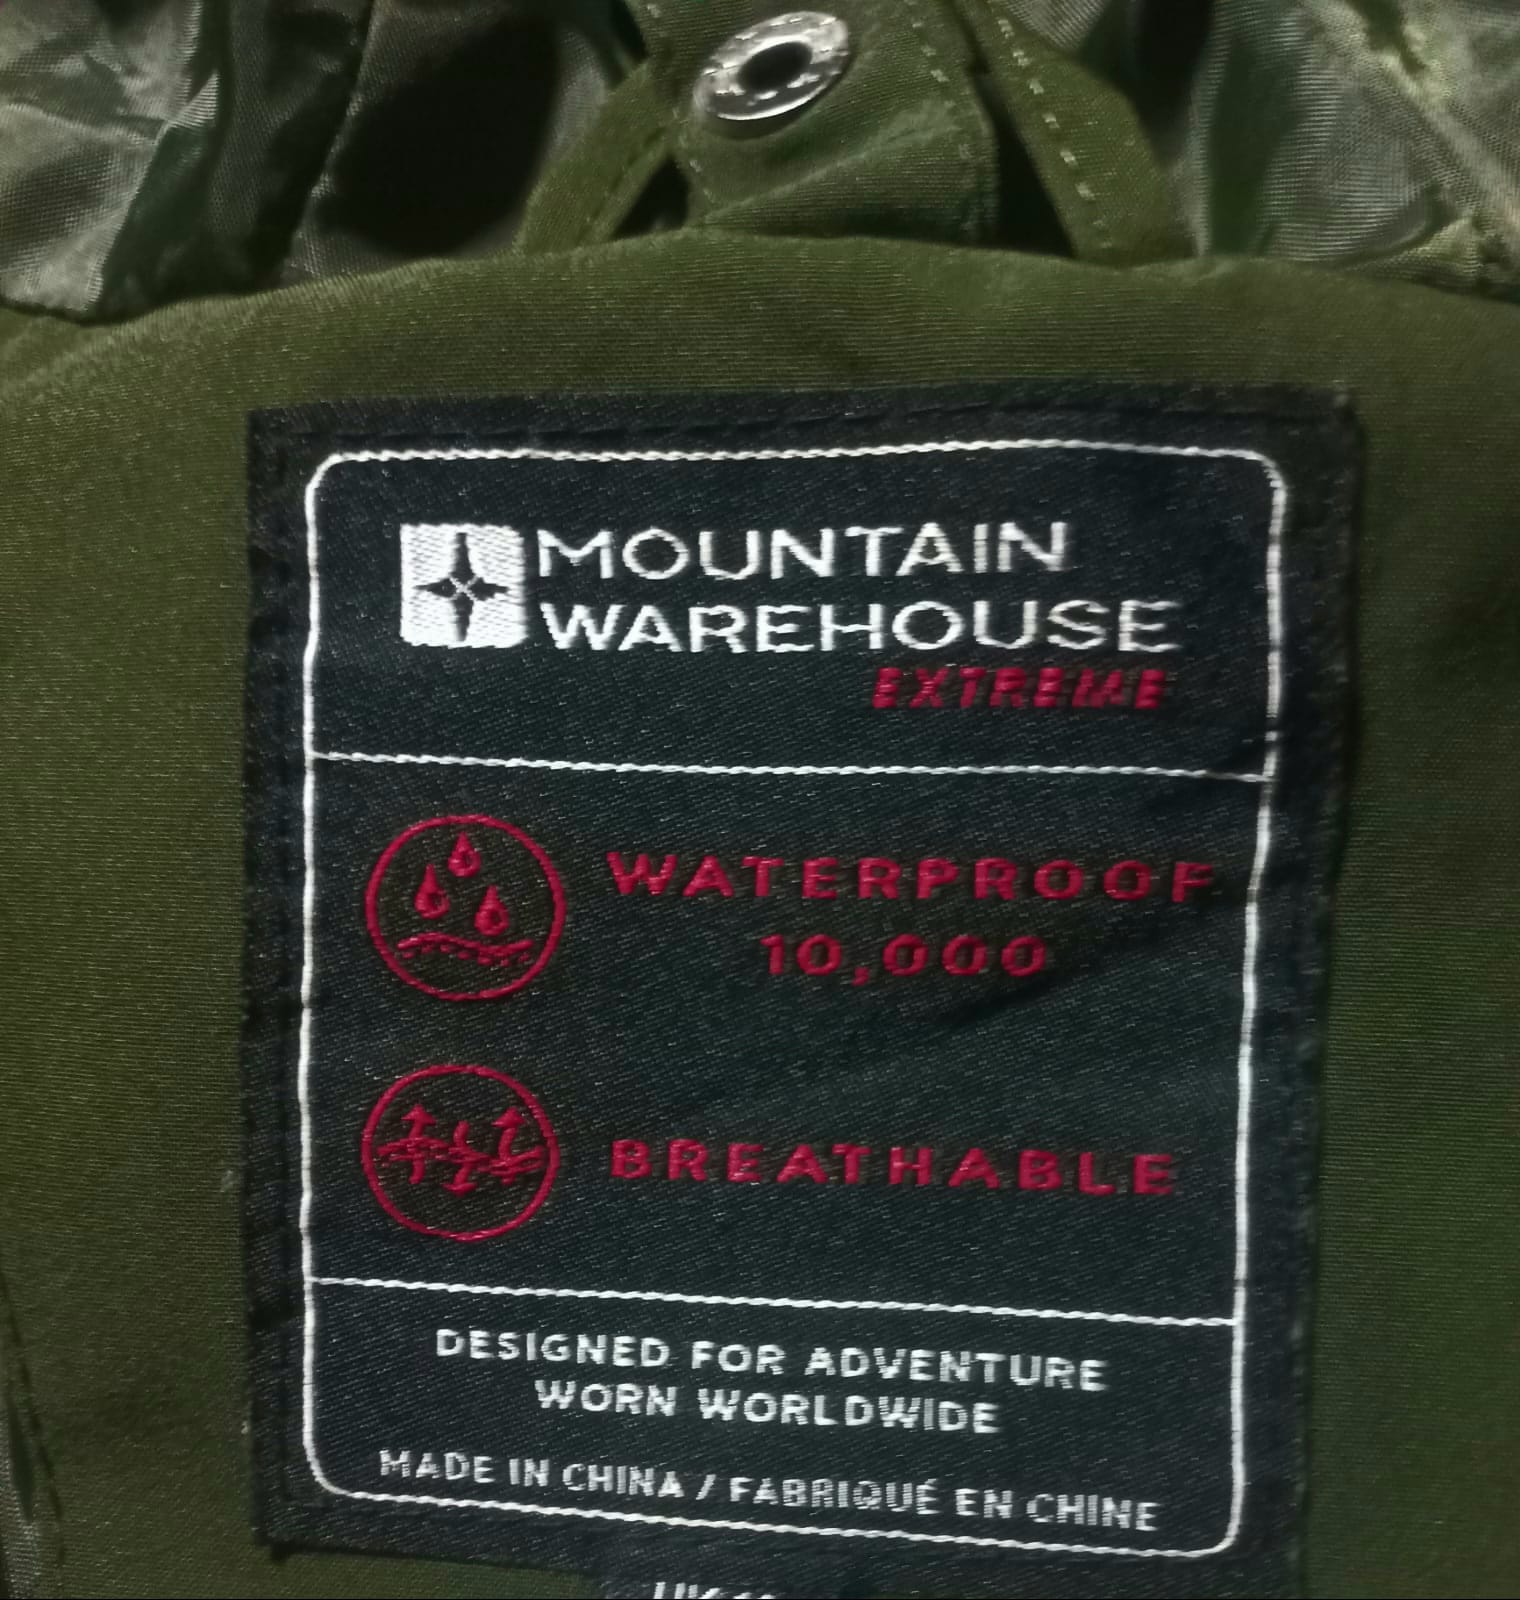 MOUNTAIN
WAREHOUSE
EXTREME
WATERPROOF
10,000
BREATHABLE
DESIGNED FOR ADVENTURE
WORN WORLDWIDE
MADE IN CHINA / FABRIQUÉ EN CHINE